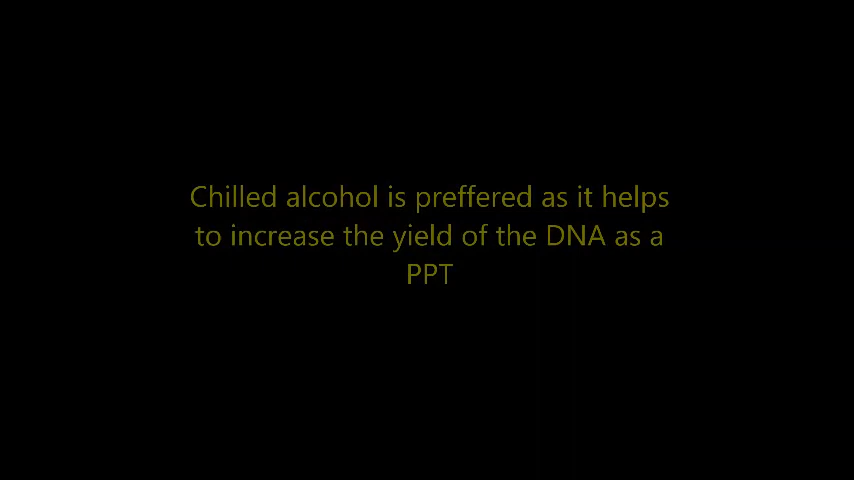 Chilled alcohol is preffered as it helps
to increase the yield of the DNA as a
PPT